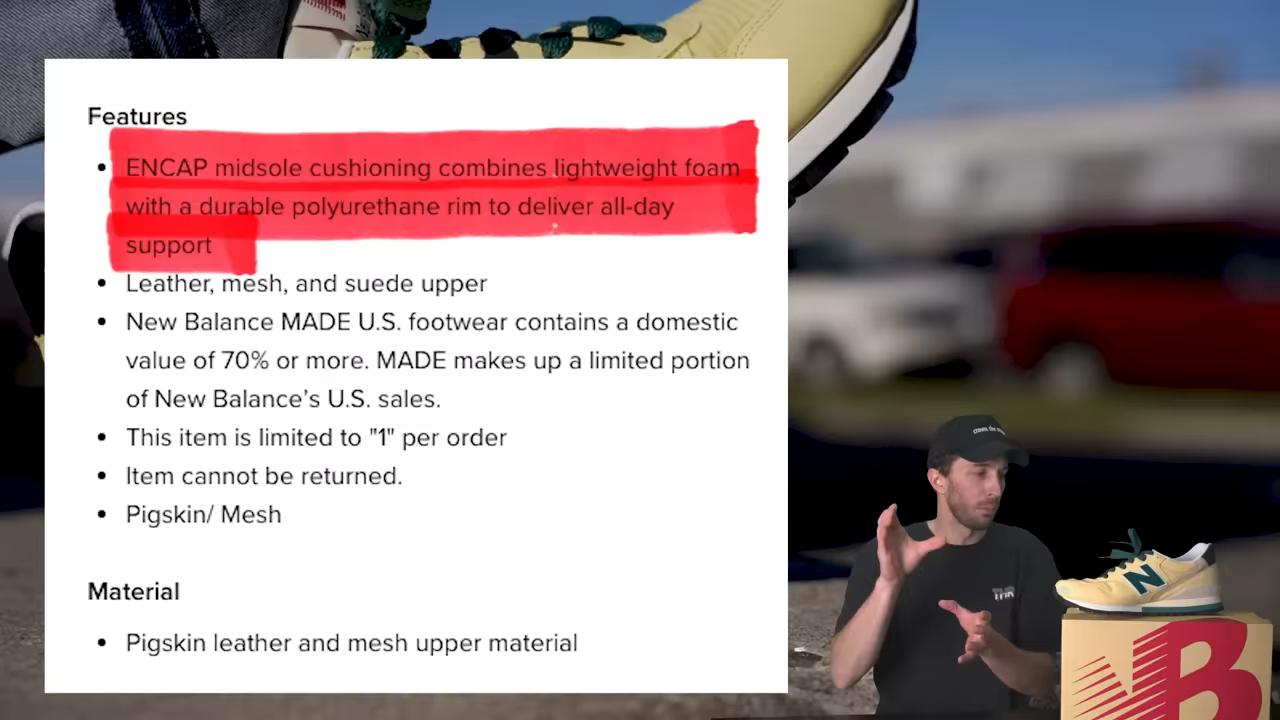 Features
• ENCAP midsole cushioning combines lightweight foam
with a durable polyurethane rim to deliver all-day
support
• Leather, mesh, and suede upper
• New Balance MADE U.S. footwear contains a domestic
value of 70% or more. MADE makes up a limited portion
of New Balance’s U.S. sales.
• This item is limited to "1" per order
• Item cannot be returned.
• Pigskin/ Mesh
Material
• Pigskin leather and mesh upper material
N
NB